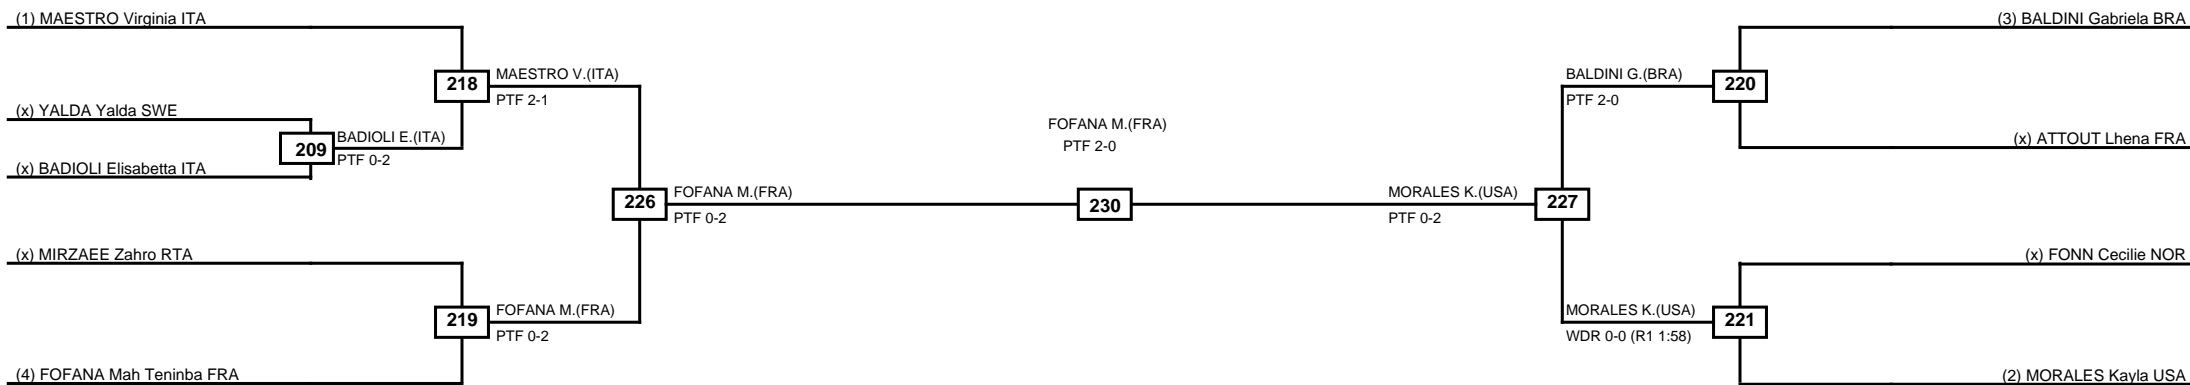 (1) MAESTRO Virginia ITA
(x) YALDA Yalda SWE
(x) BADIOLI Elisabetta ITA
(x) MIRZAEE Zahro RTA
(4) FOFANA Mah Teninba FRA
209
BADIOLI E.(ITA)
PTF 0-2
218
MAESTRO V.(ITA)
PTF 2-1
219
FOFANA M.(FRA)
PTF 0-2
226
FOFANA M.(FRA)
PTF 0-2
FOFANA M.(FRA)
PTF 2-0
230
MORALES K.(USA)
PTF 0-2
227
BALDINI G.(BRA)
PTF 2-0
220
MORALES K.(USA)
WDR 0-0 (R1 1:58)
221
(3) BALDINI Gabriela BRA
(x) ATTOUT Lhena FRA
(x) FONN Cecilie NOR
(2) MORALES Kayla USA